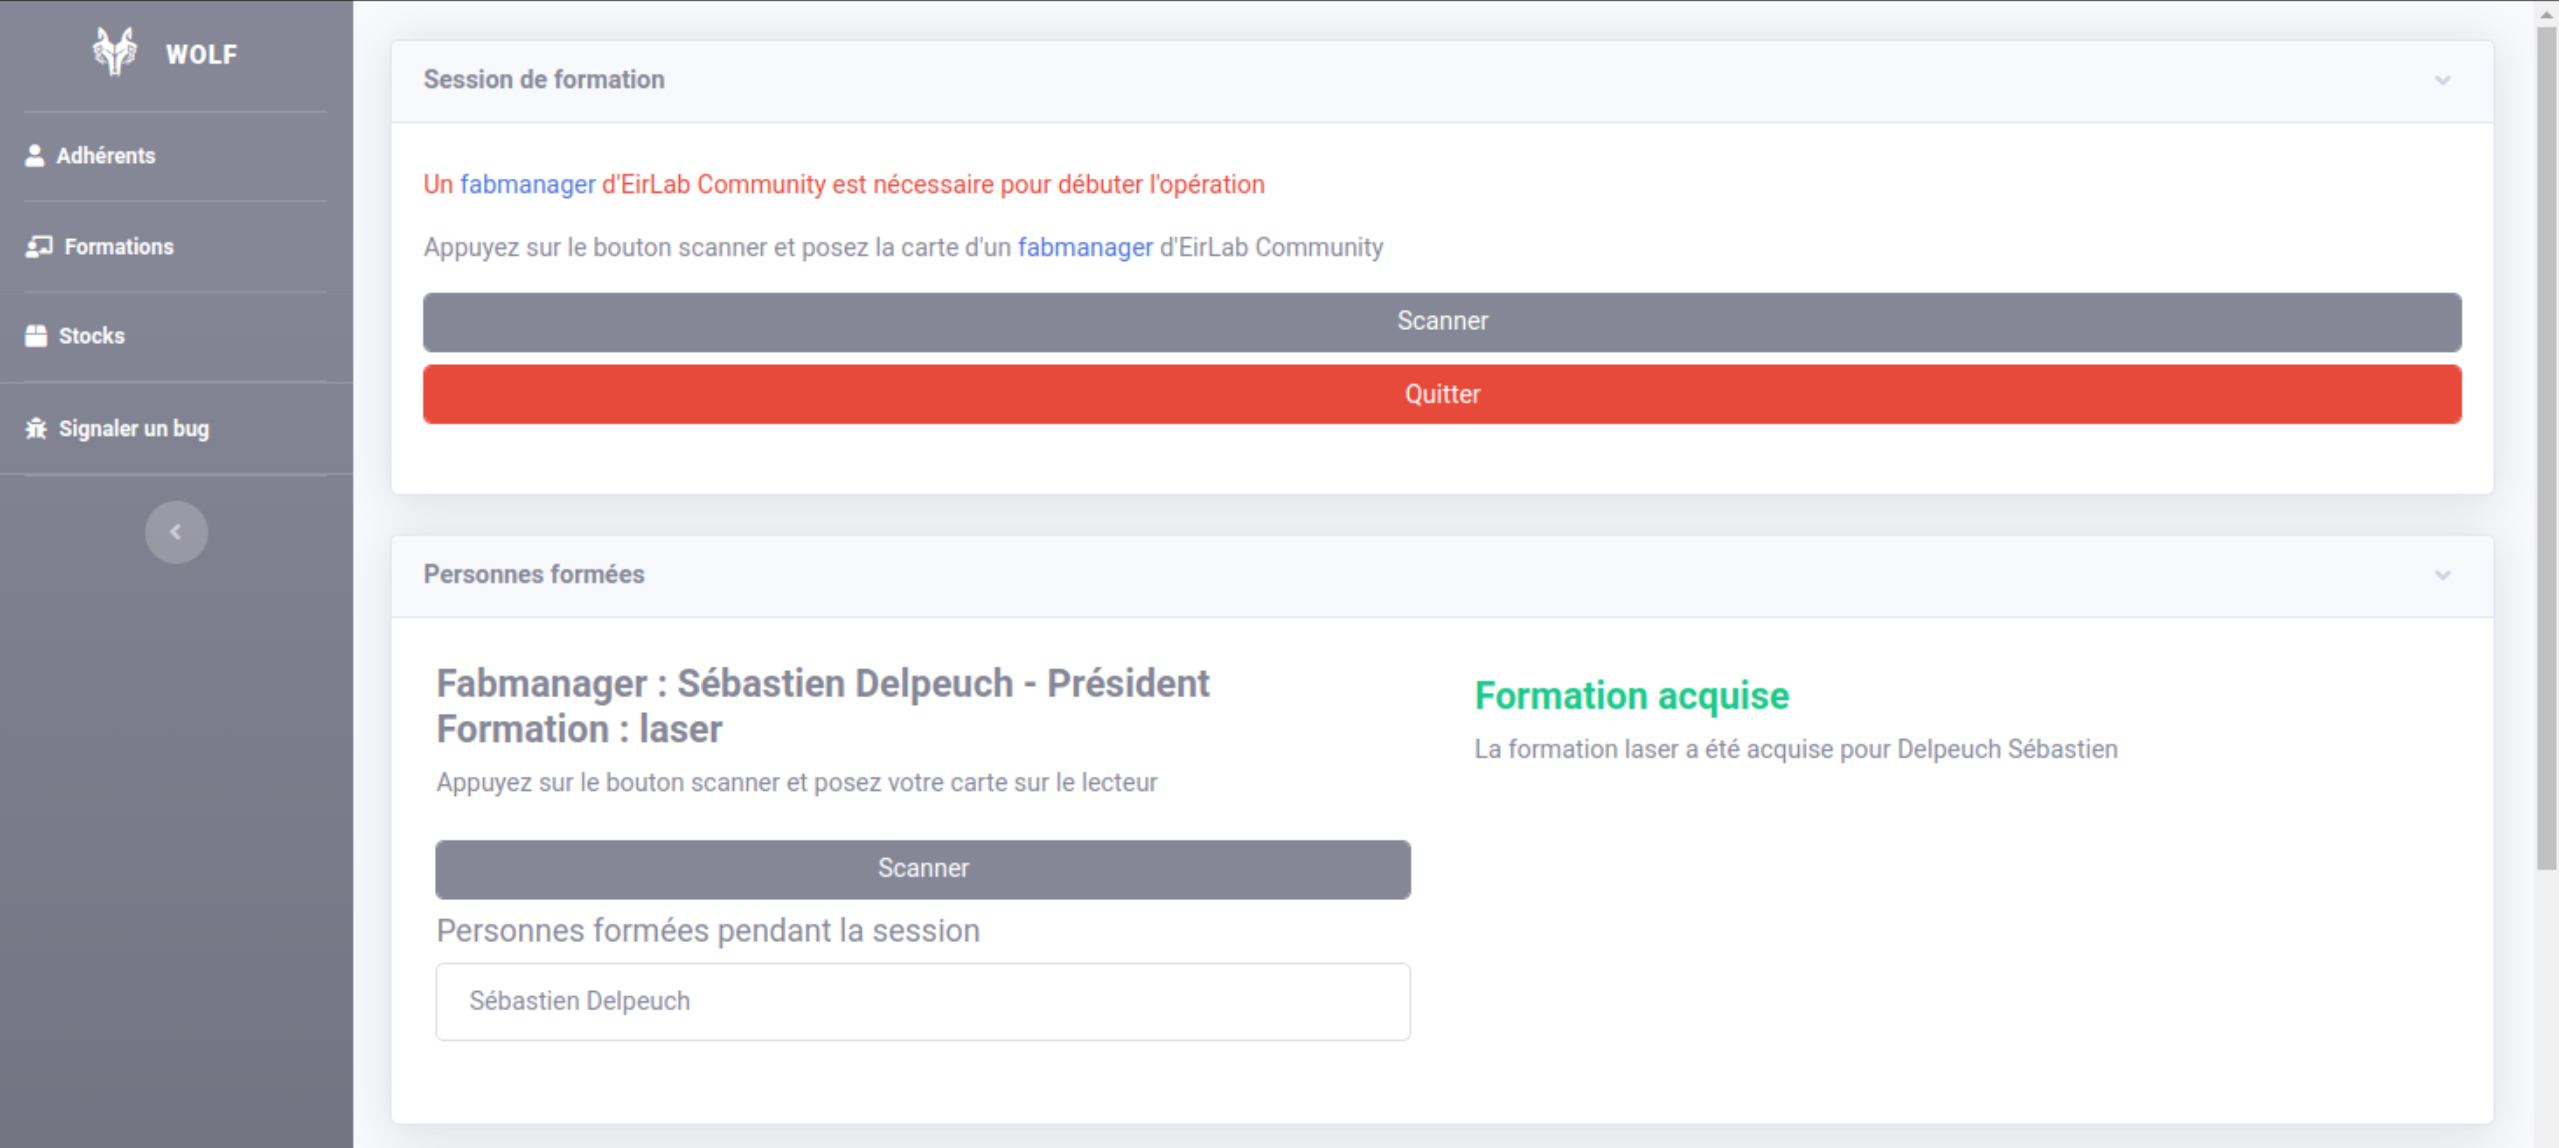 WOLF
Adhérents
Formations
Stocks
Signaler un bug
Session de formation
Un fabmanager d'EirLab Community est nécessaire pour débuter l'opération
Appuyez sur le bouton scanner et posez la carte d'un fabmanager d'EirLab Community
Scanner
Quitter
Personnes formées
Fabmanager : Sébastien Delpeuch - Président
Formation : laser
Appuyez sur le bouton scanner et posez votre carte sur le lecteur
Scanner
Personnes formées pendant la session
Sébastien Delpeuch
Formation acquise
La formation laser a été acquise pour Delpeuch Sébastien